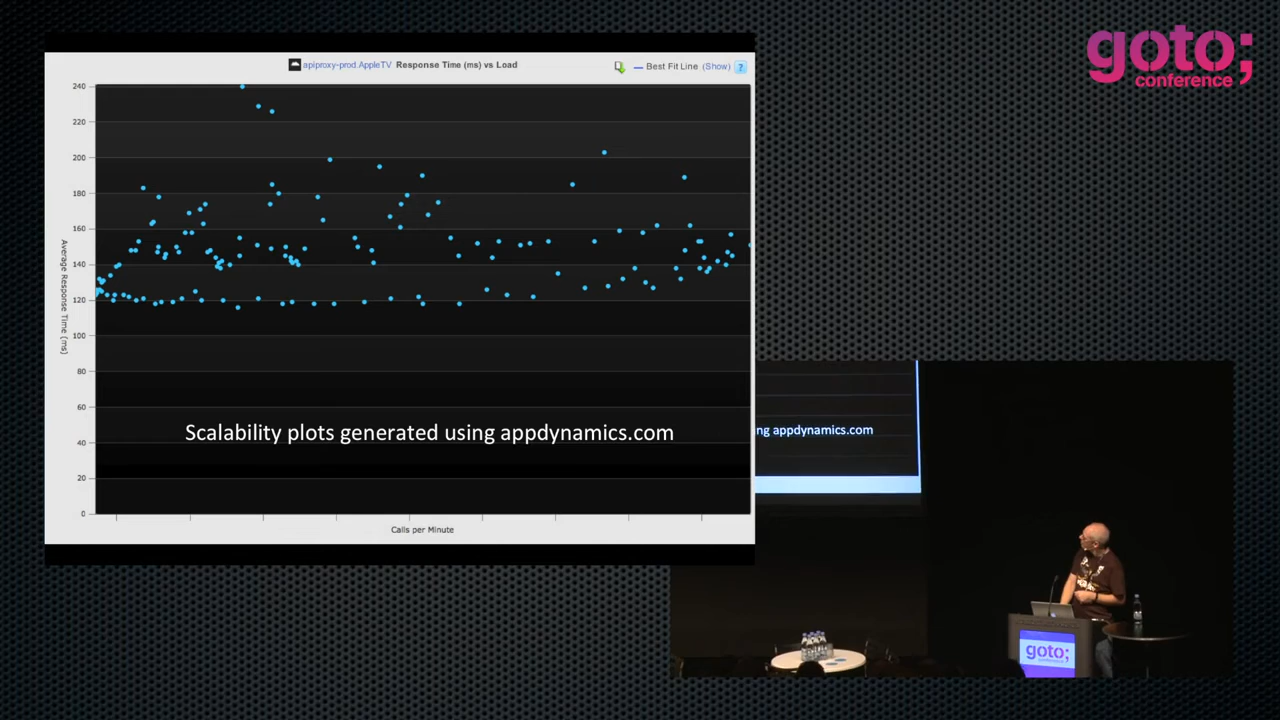 goto;
conference
apiproxy-prod.AppleTV Response Time (ms) vs Load
Best Fit Line (Show) ?
240
220
200
180
160
140
120
100
80
60
40
20
0
Average Response Time (ms)
Scalability plots generated using appdynamics.com
Calls per Minute
ng appdynamics.com
goto;
conference